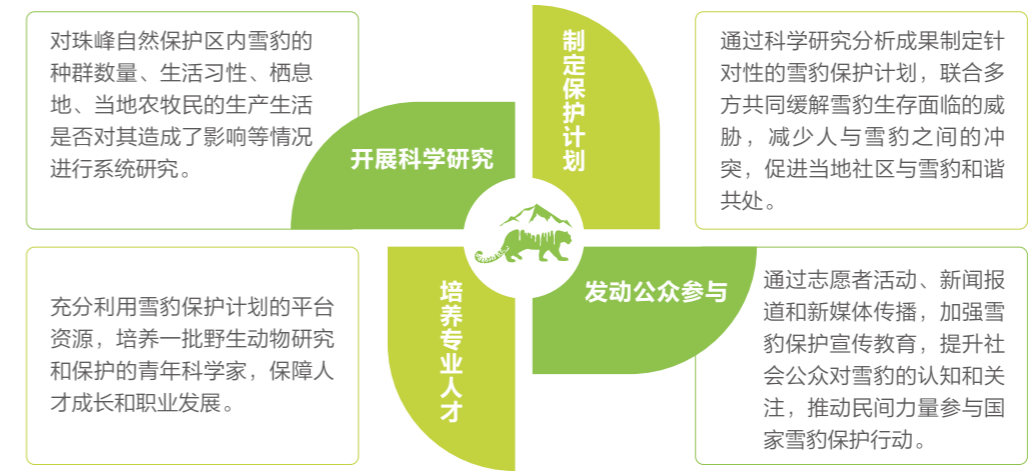 对珠峰自然保护区内雪豹的
种群数量、生活习性、栖息
地、当地农牧民的生产生活
是否对其造成了影响等情况
进行系统研究。
开展科学研究
制定保护计划
通过科学研究分析成果制定针
对性的雪豹保护计划，联合多
方共同缓解雪豹生存面临的威
胁，减少人与雪豹之间的冲
突，促进当地社区与雪豹和谐
共处。
充分利用雪豹保护计划的平台
资源，培养一批野生动物研究
和保护的青年科学家，保障人
才成长和职业发展。
培养专业人才
发动公众参与
通过志愿者活动、新闻报
道和新媒体传播，加强雪
豹保护宣传教育，提升社
会公众对雪豹的认知和关
注，推动民间力量参与国
家雪豹保护行动。